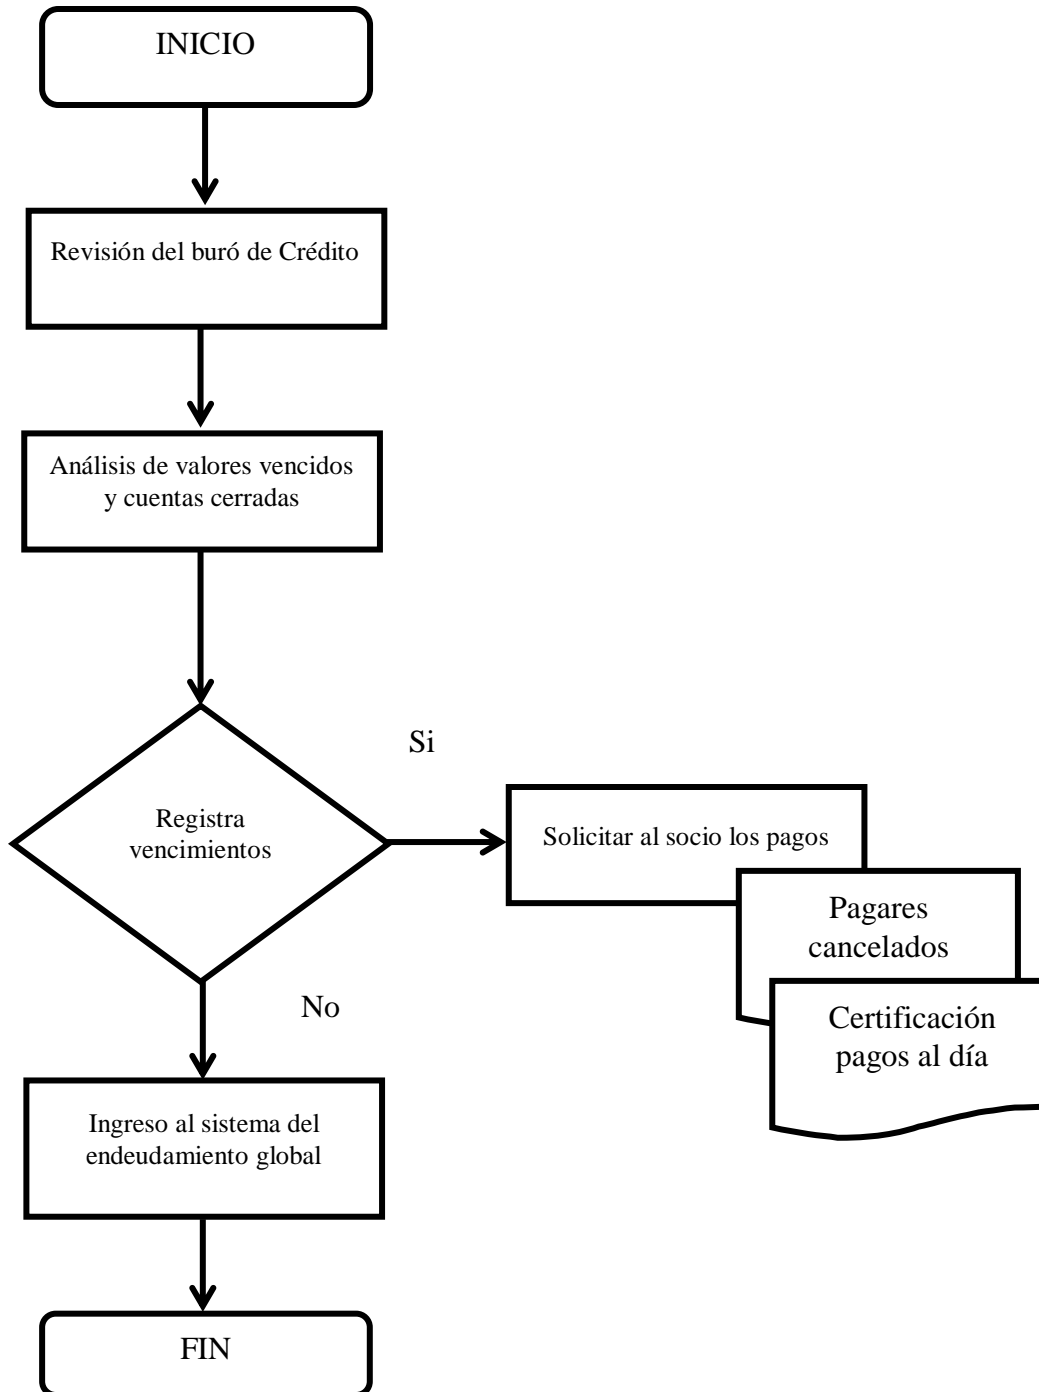 INICIO
Revisión del buró de Crédito
Análisis de valores vencidos
y cuentas cerradas
Si
Registra
vencimientos
Solicitar al socio los pagos
Pagares
cancelados
No
Certificación
pagos al día
Ingreso al sistema del
endeudamiento global
FIN